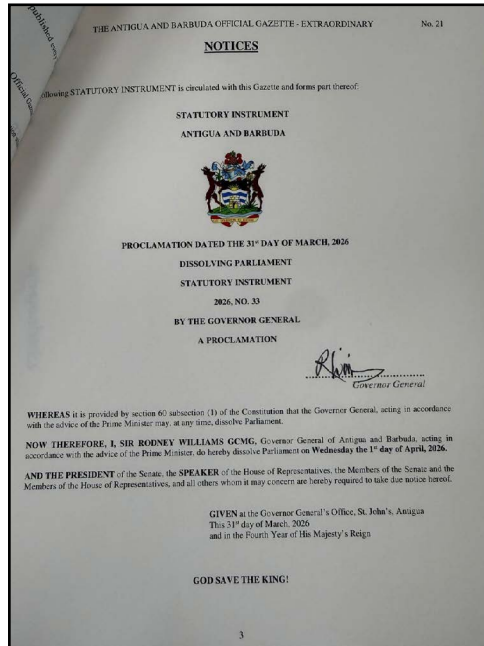 THE ANTIGUA AND BARBUDA OFFICIAL GAZETTE - EXTRAORDINARY No. 21
NOTICES
published every
Official Gaz
ollowing STATUTORY INSTRUMENT is circulated with this Gazette and forms part thereof:
STATUTORY INSTRUMENT
ANTIGUA AND BARBUDA
PROCLAMATION DATED THE 31st DAY OF MARCH, 2026
DISSOLVING PARLIAMENT
STATUTORY INSTRUMENT
2026, NO. 33
BY THE GOVERNOR GENERAL
A PROCLAMATION
Governor General
WHEREAS it is provided by section 60 subsection (1) of the Constitution that the Governor General, acting in accordance
with the advice of the Prime Minister may, at any time, dissolve Parliament.
NOW THEREFORE, I, SIR RODNEY WILLIAMS GCMG, Governor General of Antigua and Barbuda, acting in
accordance with the advice of the Prime Minister, do hereby dissolve Parliament on Wednesday the 1st day of April, 2026.
AND THE PRESIDENT of the Senate, the SPEAKER of the House of Representatives, the Members of the Senate and the
Members of the House of Representatives, and all others whom it may concern are hereby required to take due notice hereof.
GIVEN at the Governor General's Office, St. John's, Antigua
This 31st day of March, 2026
and in the Fourth Year of His Majesty's Reign
GOD SAVE THE KING!
3